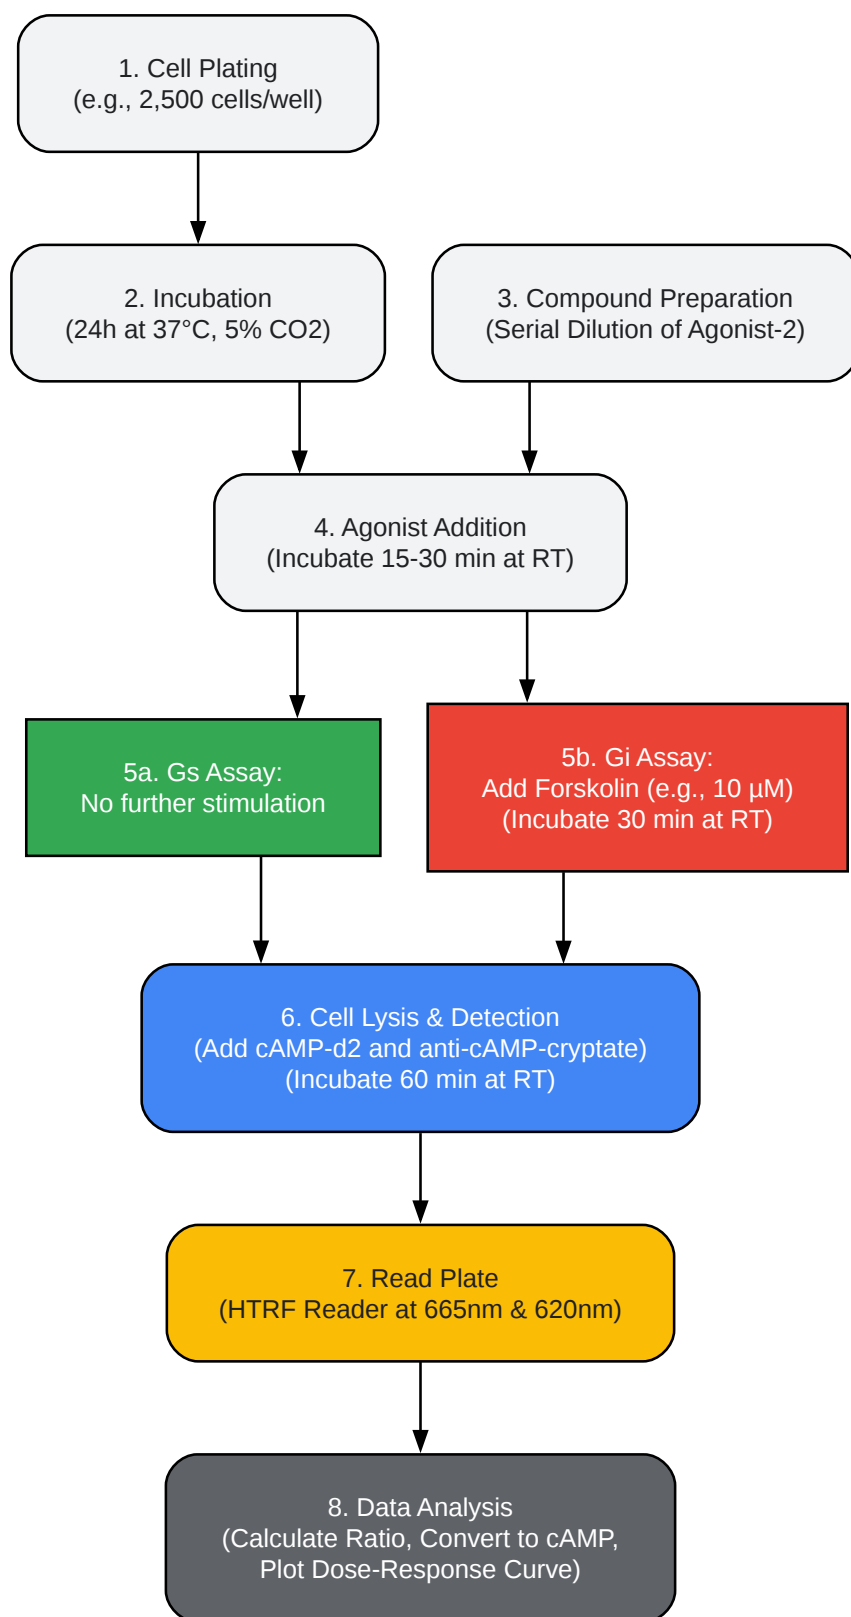 1. Cell Plating
(e.g., 2,500 cells/well)
2. Incubation
(24h at 37°C, 5% CO2)
3. Compound Preparation
(Serial Dilution of Agonist-2)
4. Agonist Addition
(Incubate 15-30 min at RT)
5a. Gs Assay:
No further stimulation
5b. Gi Assay:
Add Forskolin (e.g., 10 µM)
(Incubate 30 min at RT)
6. Cell Lysis & Detection
(Add cAMP-d2 and anti-cAMP-cryptate)
(Incubate 60 min at RT)
7. Read Plate
(HTRF Reader at 665nm & 620nm)
8. Data Analysis
(Calculate Ratio, Convert to cAMP,
Plot Dose-Response Curve)